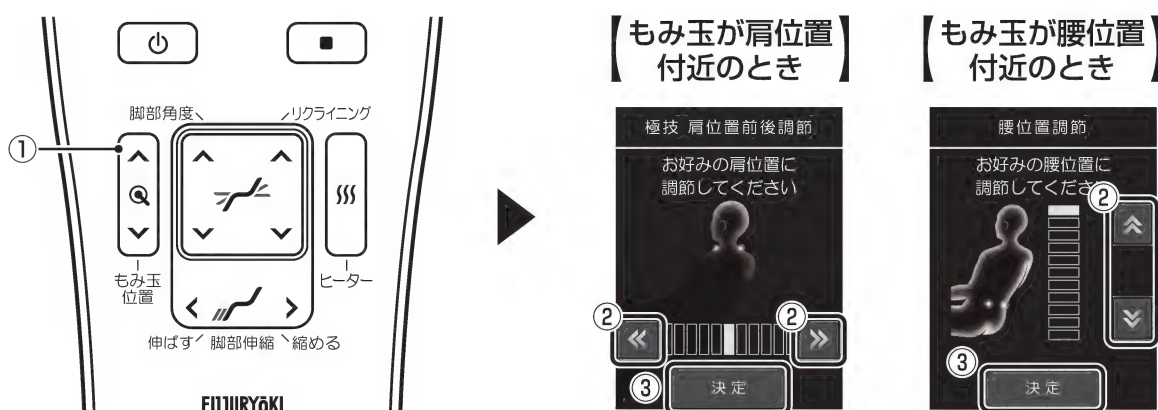 脚部角度
リクライニング
①
もみ玉
位置
ヒーター
伸ばす
脚部伸縮
縮める
FUJIIRYōKI
【もみ玉が肩位置
付近のとき】
極技 肩位置前後調節
お好みの肩位置に
調節してください
②
②
③
決定
【もみ玉が腰位置
付近のとき】
腰位置調節
お好みの腰位置に
調節してくださ
②
③
決定